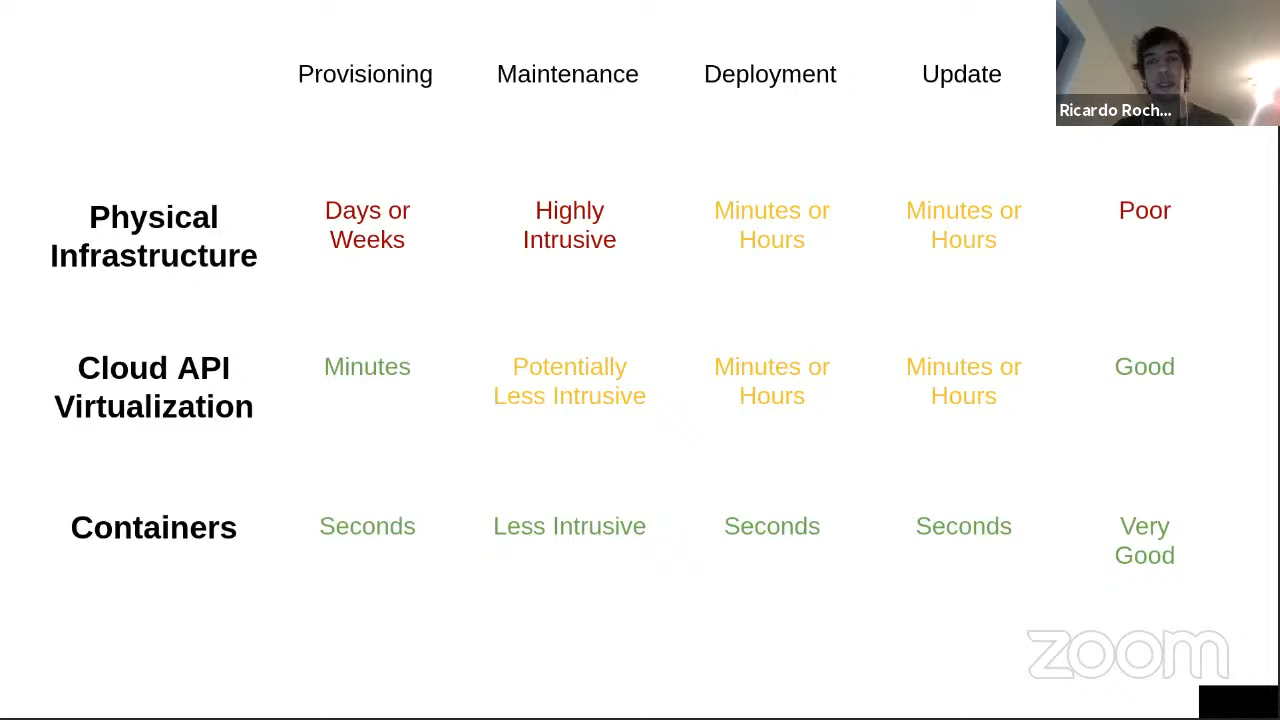 Provisioning Maintenance Deployment Update
Ricardo Roch...
Physical
Infrastructure
Days or
Weeks
Highly
Intrusive
Minutes or
Hours
Minutes or
Hours
Poor
Cloud API
Virtualization
Minutes
Potentially
Less Intrusive
Minutes or
Hours
Minutes or
Hours
Good
Containers
Seconds
Less Intrusive
Seconds
Seconds
Very
Good
zoom